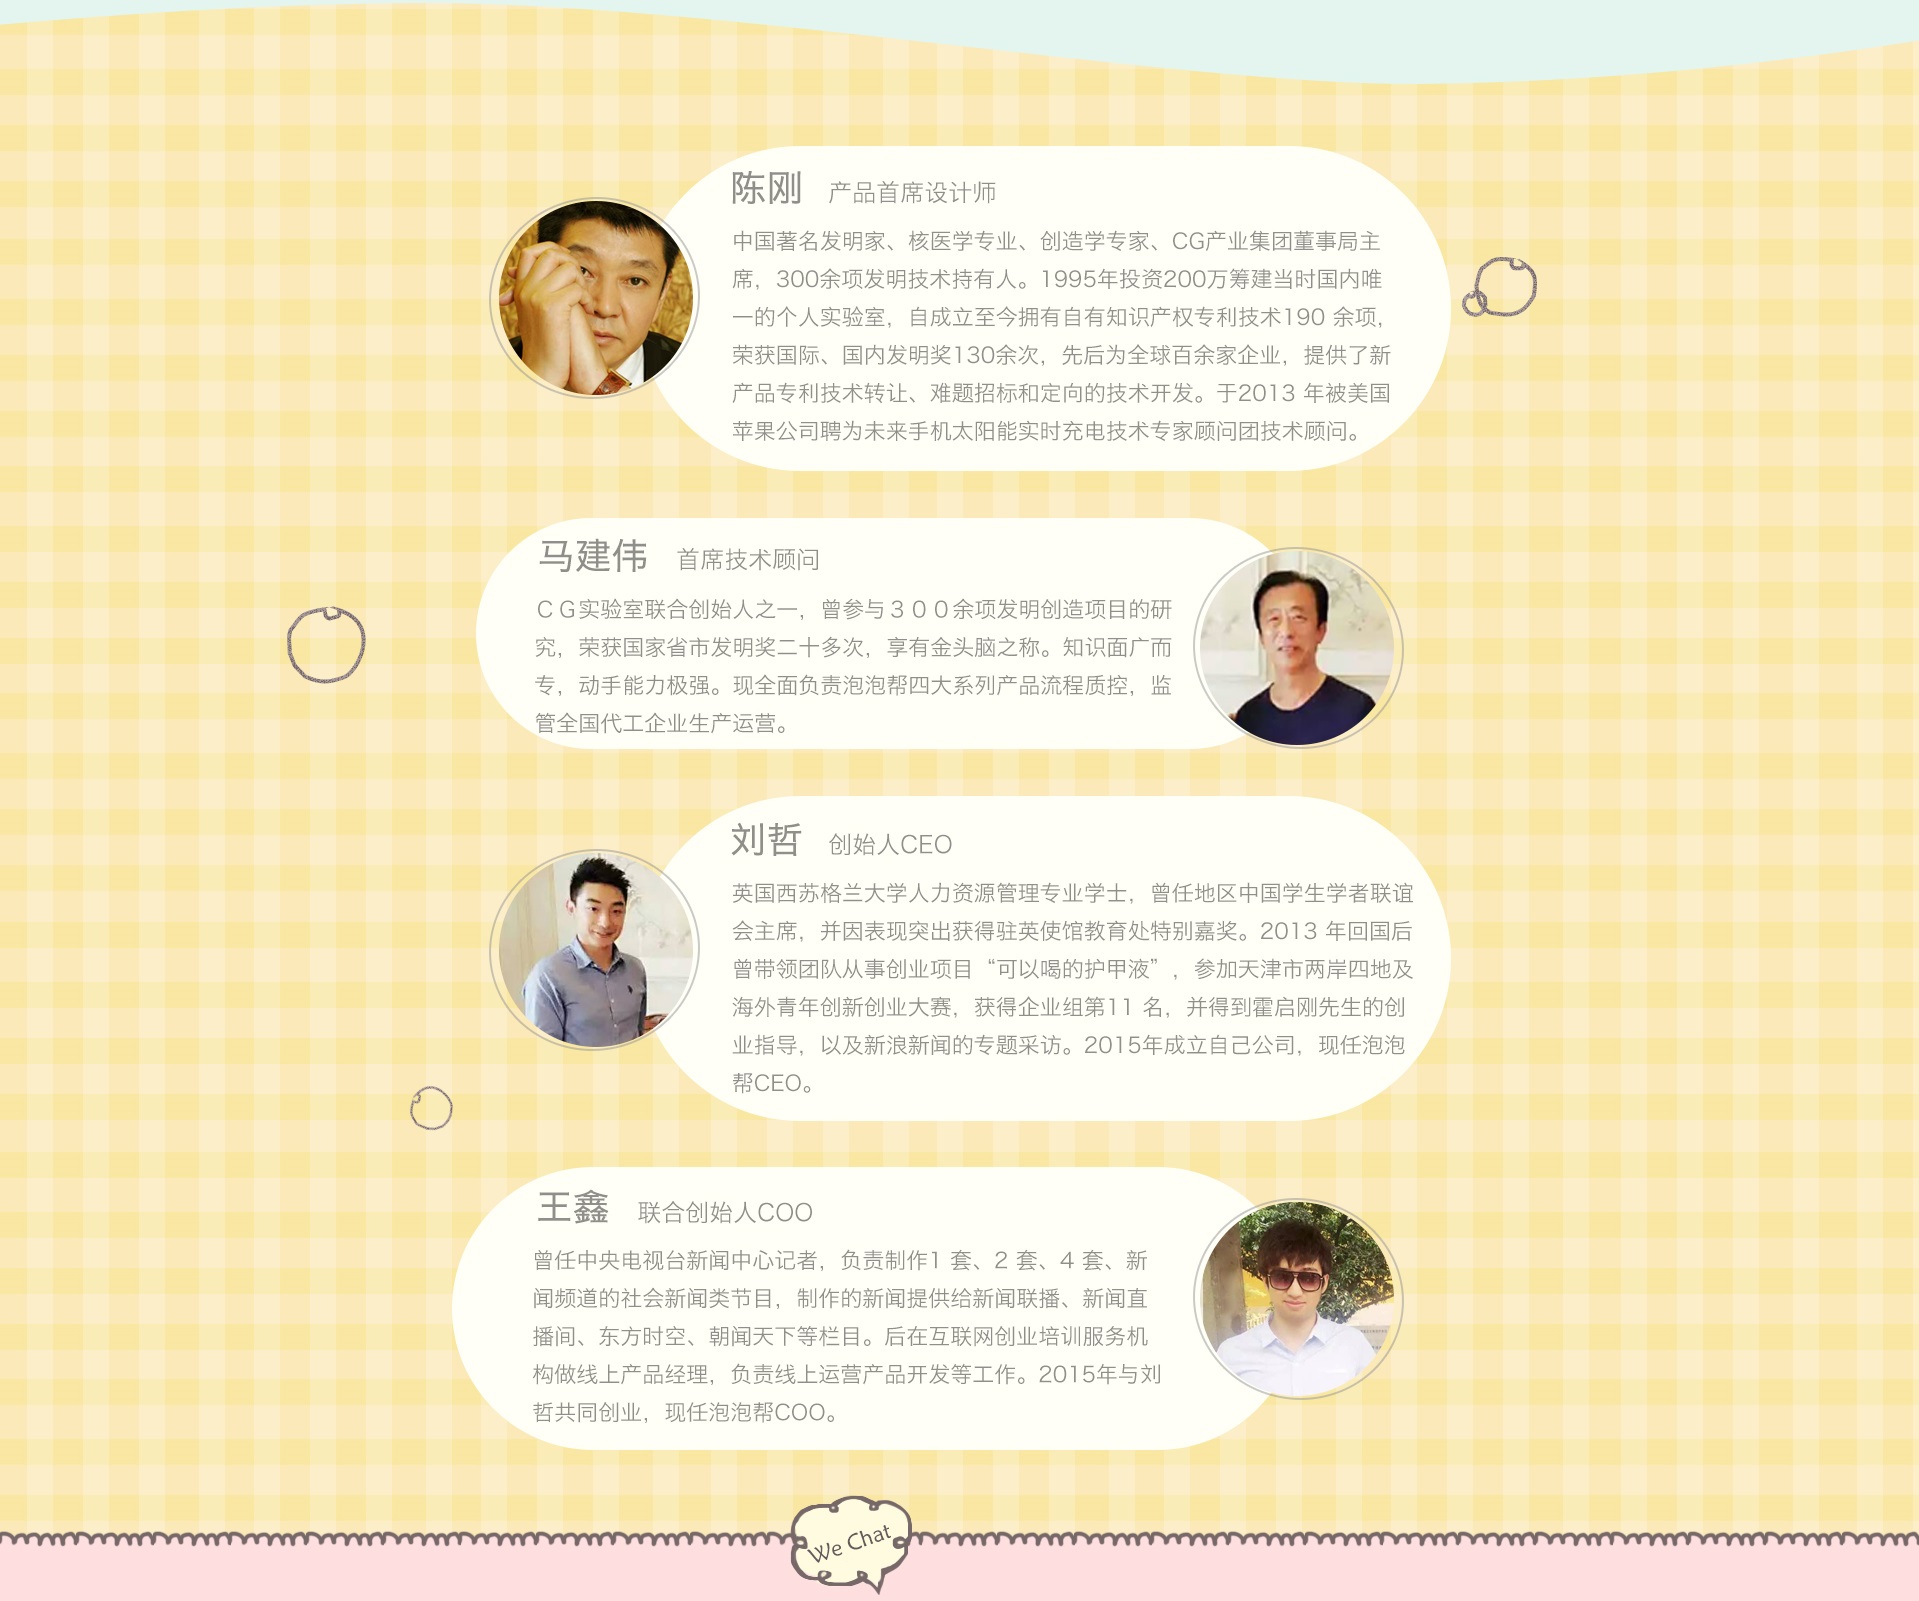 陈刚 产品首席设计师
中国著名发明家、核医学专业、创造学专家、CG产业集团董事局主
席，300余项发明技术持有人。1995年投资200万筹建当时国内唯
一的个人实验室，自成立至今拥有自有知识产权专利技术190 余项，
荣获国际、国内发明奖130余次，先后为全球百余家企业，提供了新
产品专利技术转让、难题招标和定向的技术开发。于2013 年被美国
苹果公司聘为未来手机太阳能实时充电技术专家顾问团技术顾问。
马建伟 首席技术顾问
ＣＧ实验室联合创始人之一，曾参与３００余项发明创造项目的研
究，荣获国家省市发明奖二十多次，享有金头脑之称。知识面广而
专，动手能力极强。现全面负责泡泡帮四大系列产品流程质控，监
管全国代工企业生产运营。
刘哲 创始人CEO
英国西苏格兰大学人力资源管理专业学士，曾任地区中国学生学者联谊
会主席，并因表现突出获得驻英使馆教育处特别嘉奖。2013 年回国后
曾带领团队从事创业项目“可以喝的护甲液”，参加天津市两岸四地及
海外青年创新创业大赛，获得企业组第11 名，并得到霍启刚先生的创
业指导，以及新浪新闻的专题采访。2015年成立自己公司，现任泡泡
帮CEO。
王鑫 联合创始人COO
曾任中央电视台新闻中心记者，负责制作1 套、2 套、4 套、新
闻频道的社会新闻类节目，制作的新闻提供给新闻联播、新闻直
播间、东方时空、朝闻天下等栏目。后在互联网创业培训服务机
构做线上产品经理，负责线上运营产品开发等工作。2015年与刘
哲共同创业，现任泡泡帮COO。
We Chat